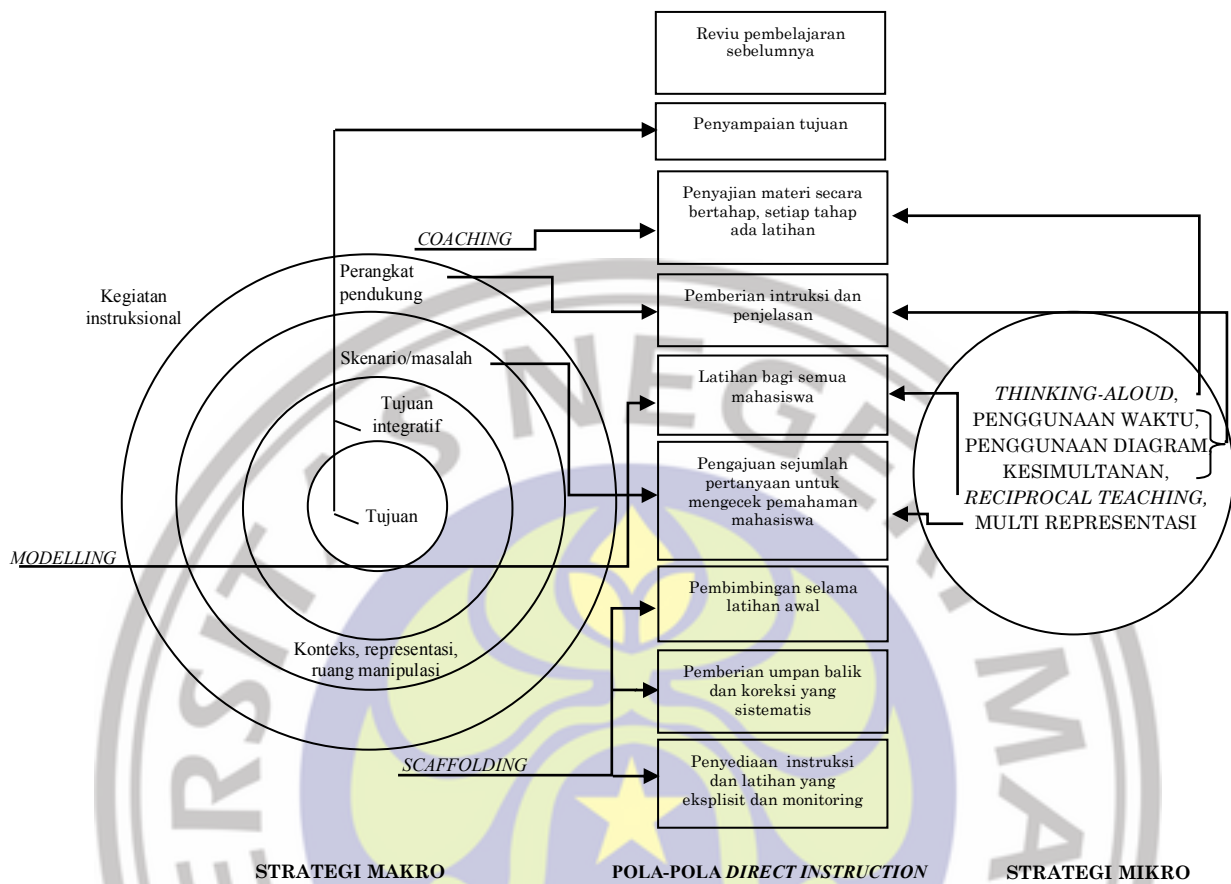 Reviu pembelajaran
sebelumnya
Penyampaian tujuan
Penyajian materi secara
bertahap, setiap tahap
ada latihan
COACHING
Perangkat
pendukung
Kegiatan
instruksional
Pemberian intruksi dan
penjelasan
Skenario/masalah
Latihan bagi semua
mahasiswa
Tujuan
integratif
THINKING-ALOUD,
PENGGUNAAN WAKTU,
PENGGUNAAN DIAGRAM
KESIMULTANAN,
RECIPROCAL TEACHING,
MULTI REPRESENTASI
Pengajuan sejumlah
pertanyaan untuk
mengecek pemahaman
mahasiswa
Tujuan
MODELLING
Pembimbingan selama
latihan awal
Konteks, representasi,
ruang manipulasi
Pemberian umpan balik
dan koreksi yang
sistematis
SCAFFOLDING
Penyediaan instruksi
dan latihan yang
eksplisit dan monitoring
STRATEGI MAKRO
POLA-POLA DIRECT INSTRUCTION
STRATEGI MIKRO
ERSITAS NEGERI MA